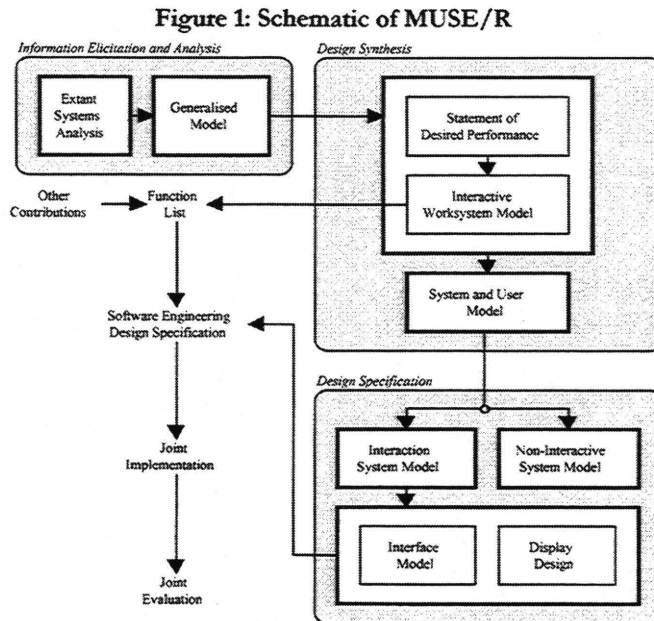 Figure 1: Schematic of MUSE/R
Information Elicitation and Analysis
Extant
Systems
Analysis
Generalised
Model
Design Synthesis
Statement of
Desired Performance
Interactive
Worksystem Model
System and User
Model
Other
Contributions
Function
List
Software Engineering
Design Specification
Joint
Implementation
Joint
Evaluation
Design Specification
Interaction
System Model
Non-Interactive
System Model
Interface
Model
Display
Design